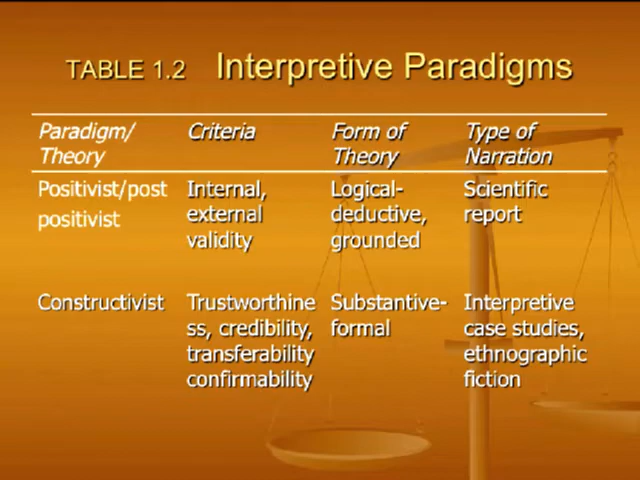 TABLE 1.2 Interpretive Paradigms
Paradigm/ Criteria Form of Type of
Theory Theory Narration
Positivist/post Internal, Logical- Scientific
positivist external deductive, report
validity grounded
Constructivist Trustworthine Substantive- Interpretive
ss, credibility, formal case studies,
transferability ethnographic
confirmability fiction